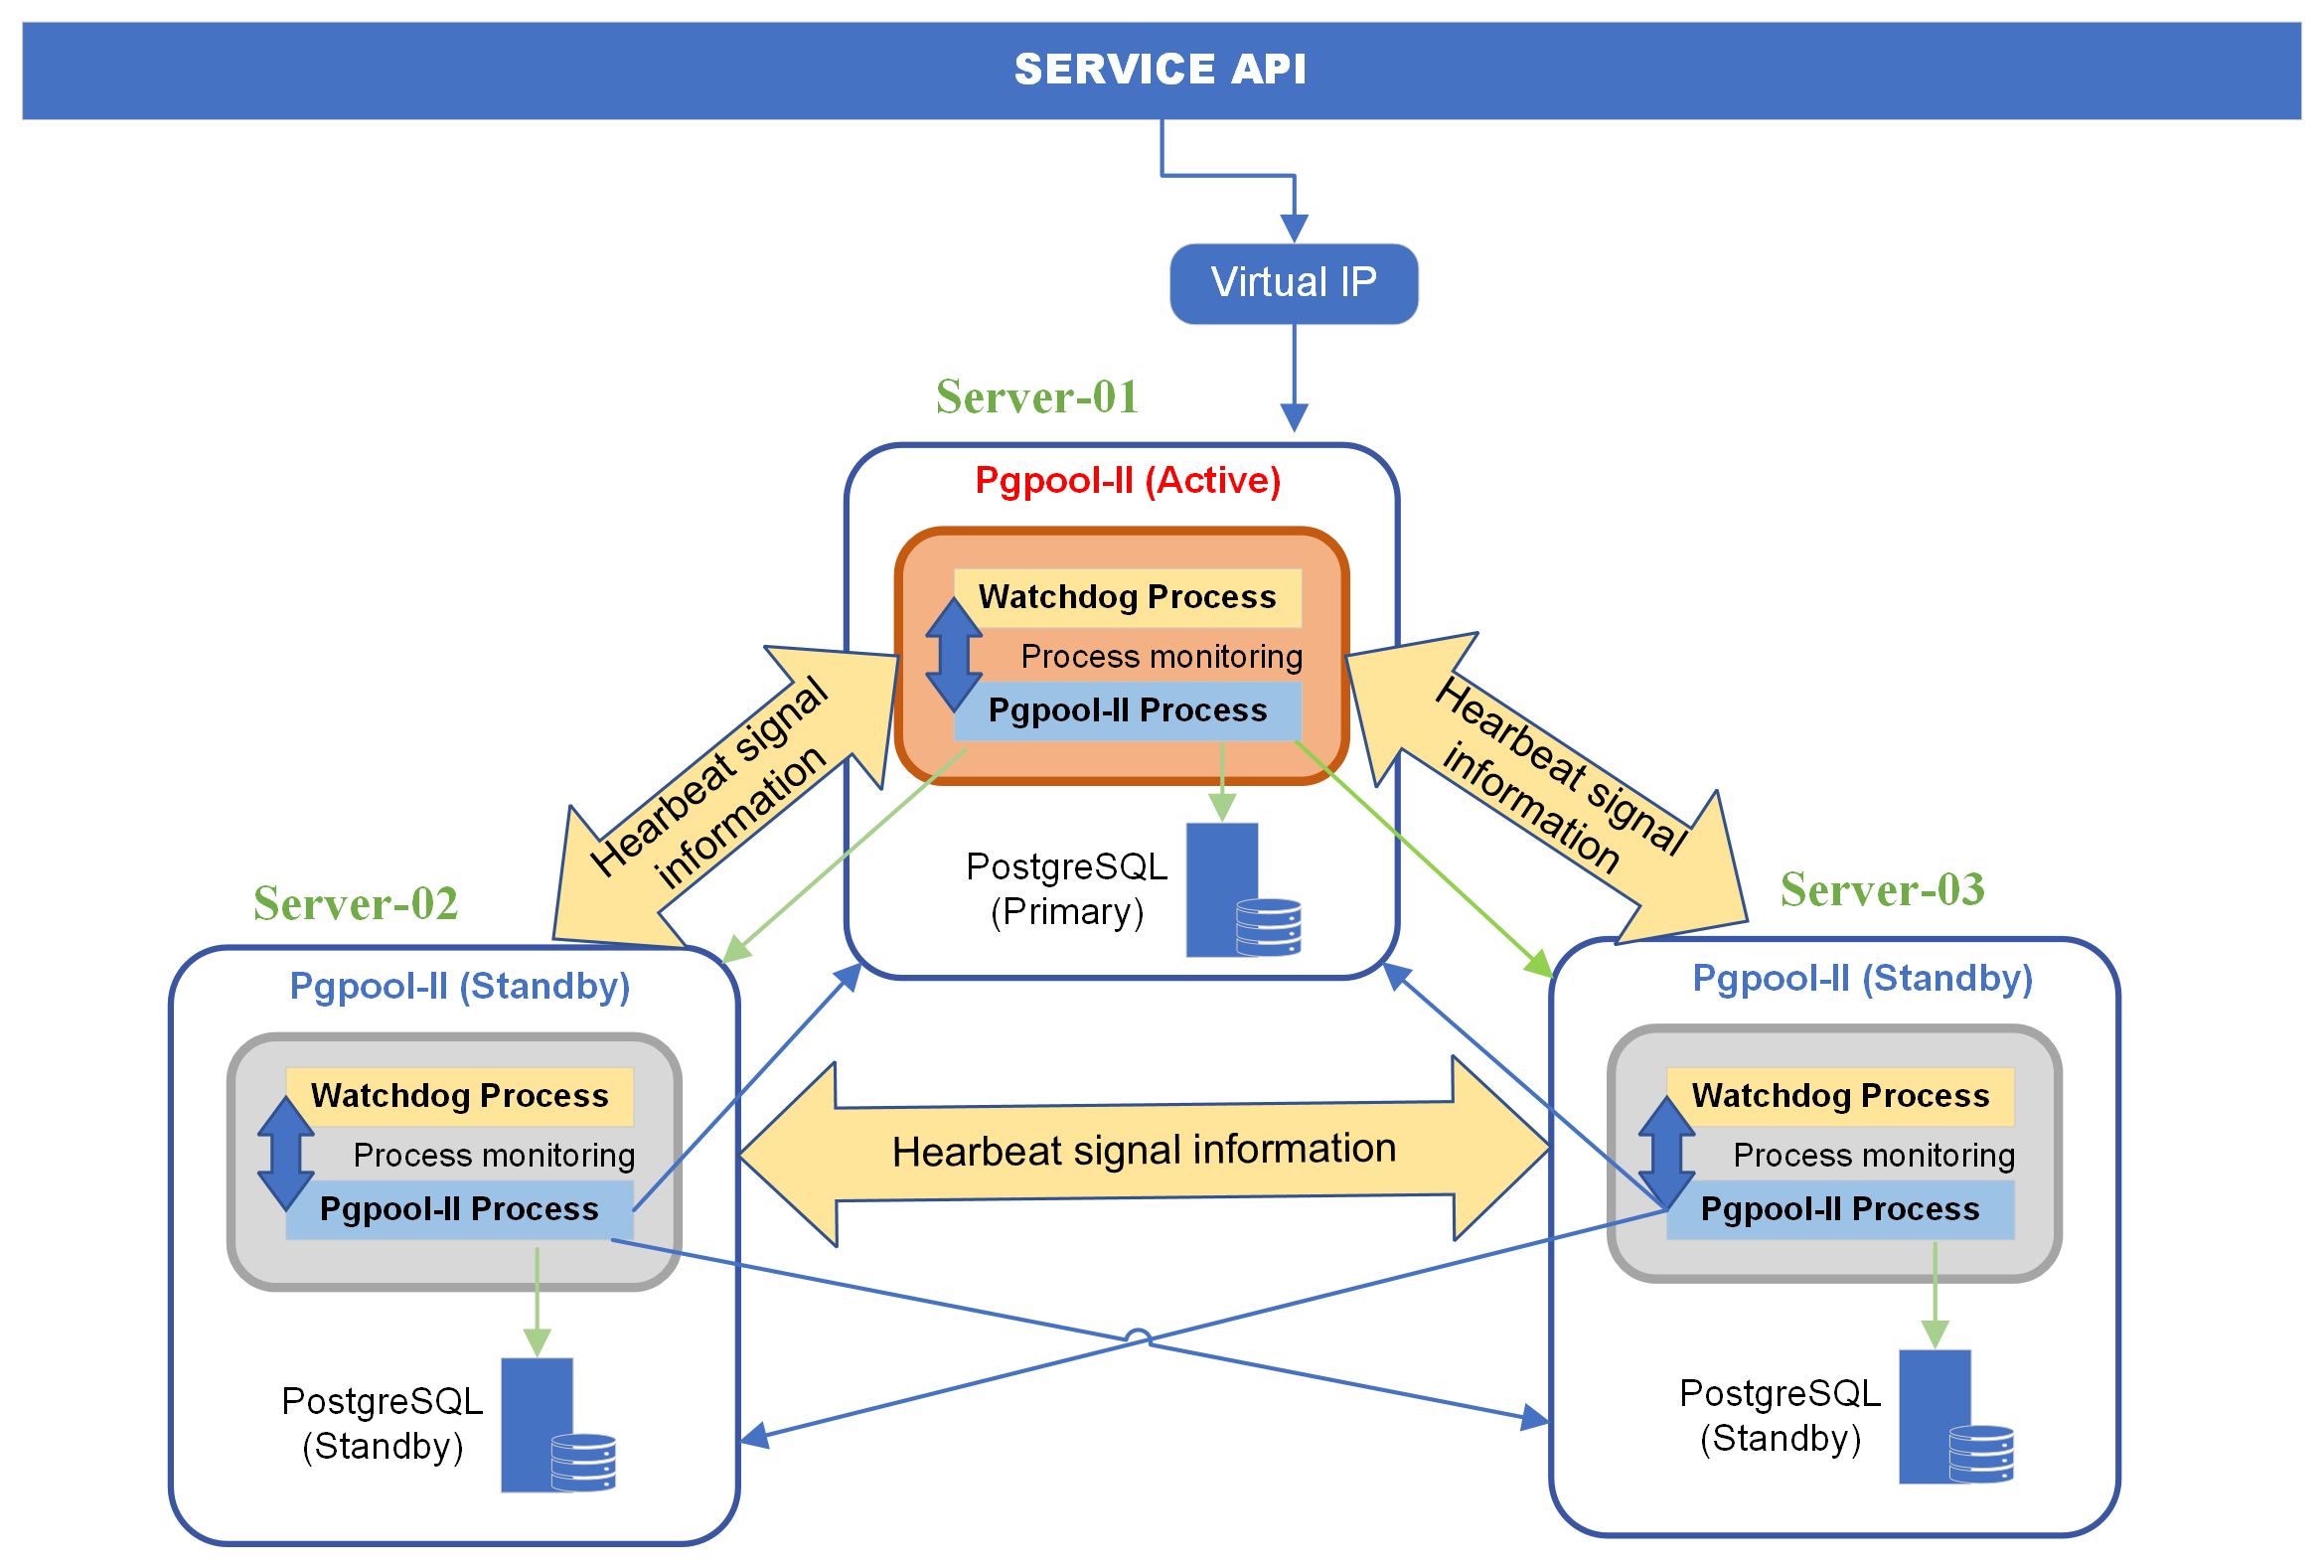 SERVICE API
Virtual IP
Server-01
Pgpool-II (Active)
Watchdog Process
Process monitoring
Pgpool-II Process
PostgreSQL
(Primary)
Hearbeat signal
information
Hearbeat signal
information
Server-02
Pgpool-II (Standby)
Watchdog Process
Process monitoring
Pgpool-II Process
PostgreSQL
(Standby)
Hearbeat signal information
Server-03
Pgpool-II (Standby)
Watchdog Process
Process monitoring
Pgpool-II Process
PostgreSQL
(Standby)